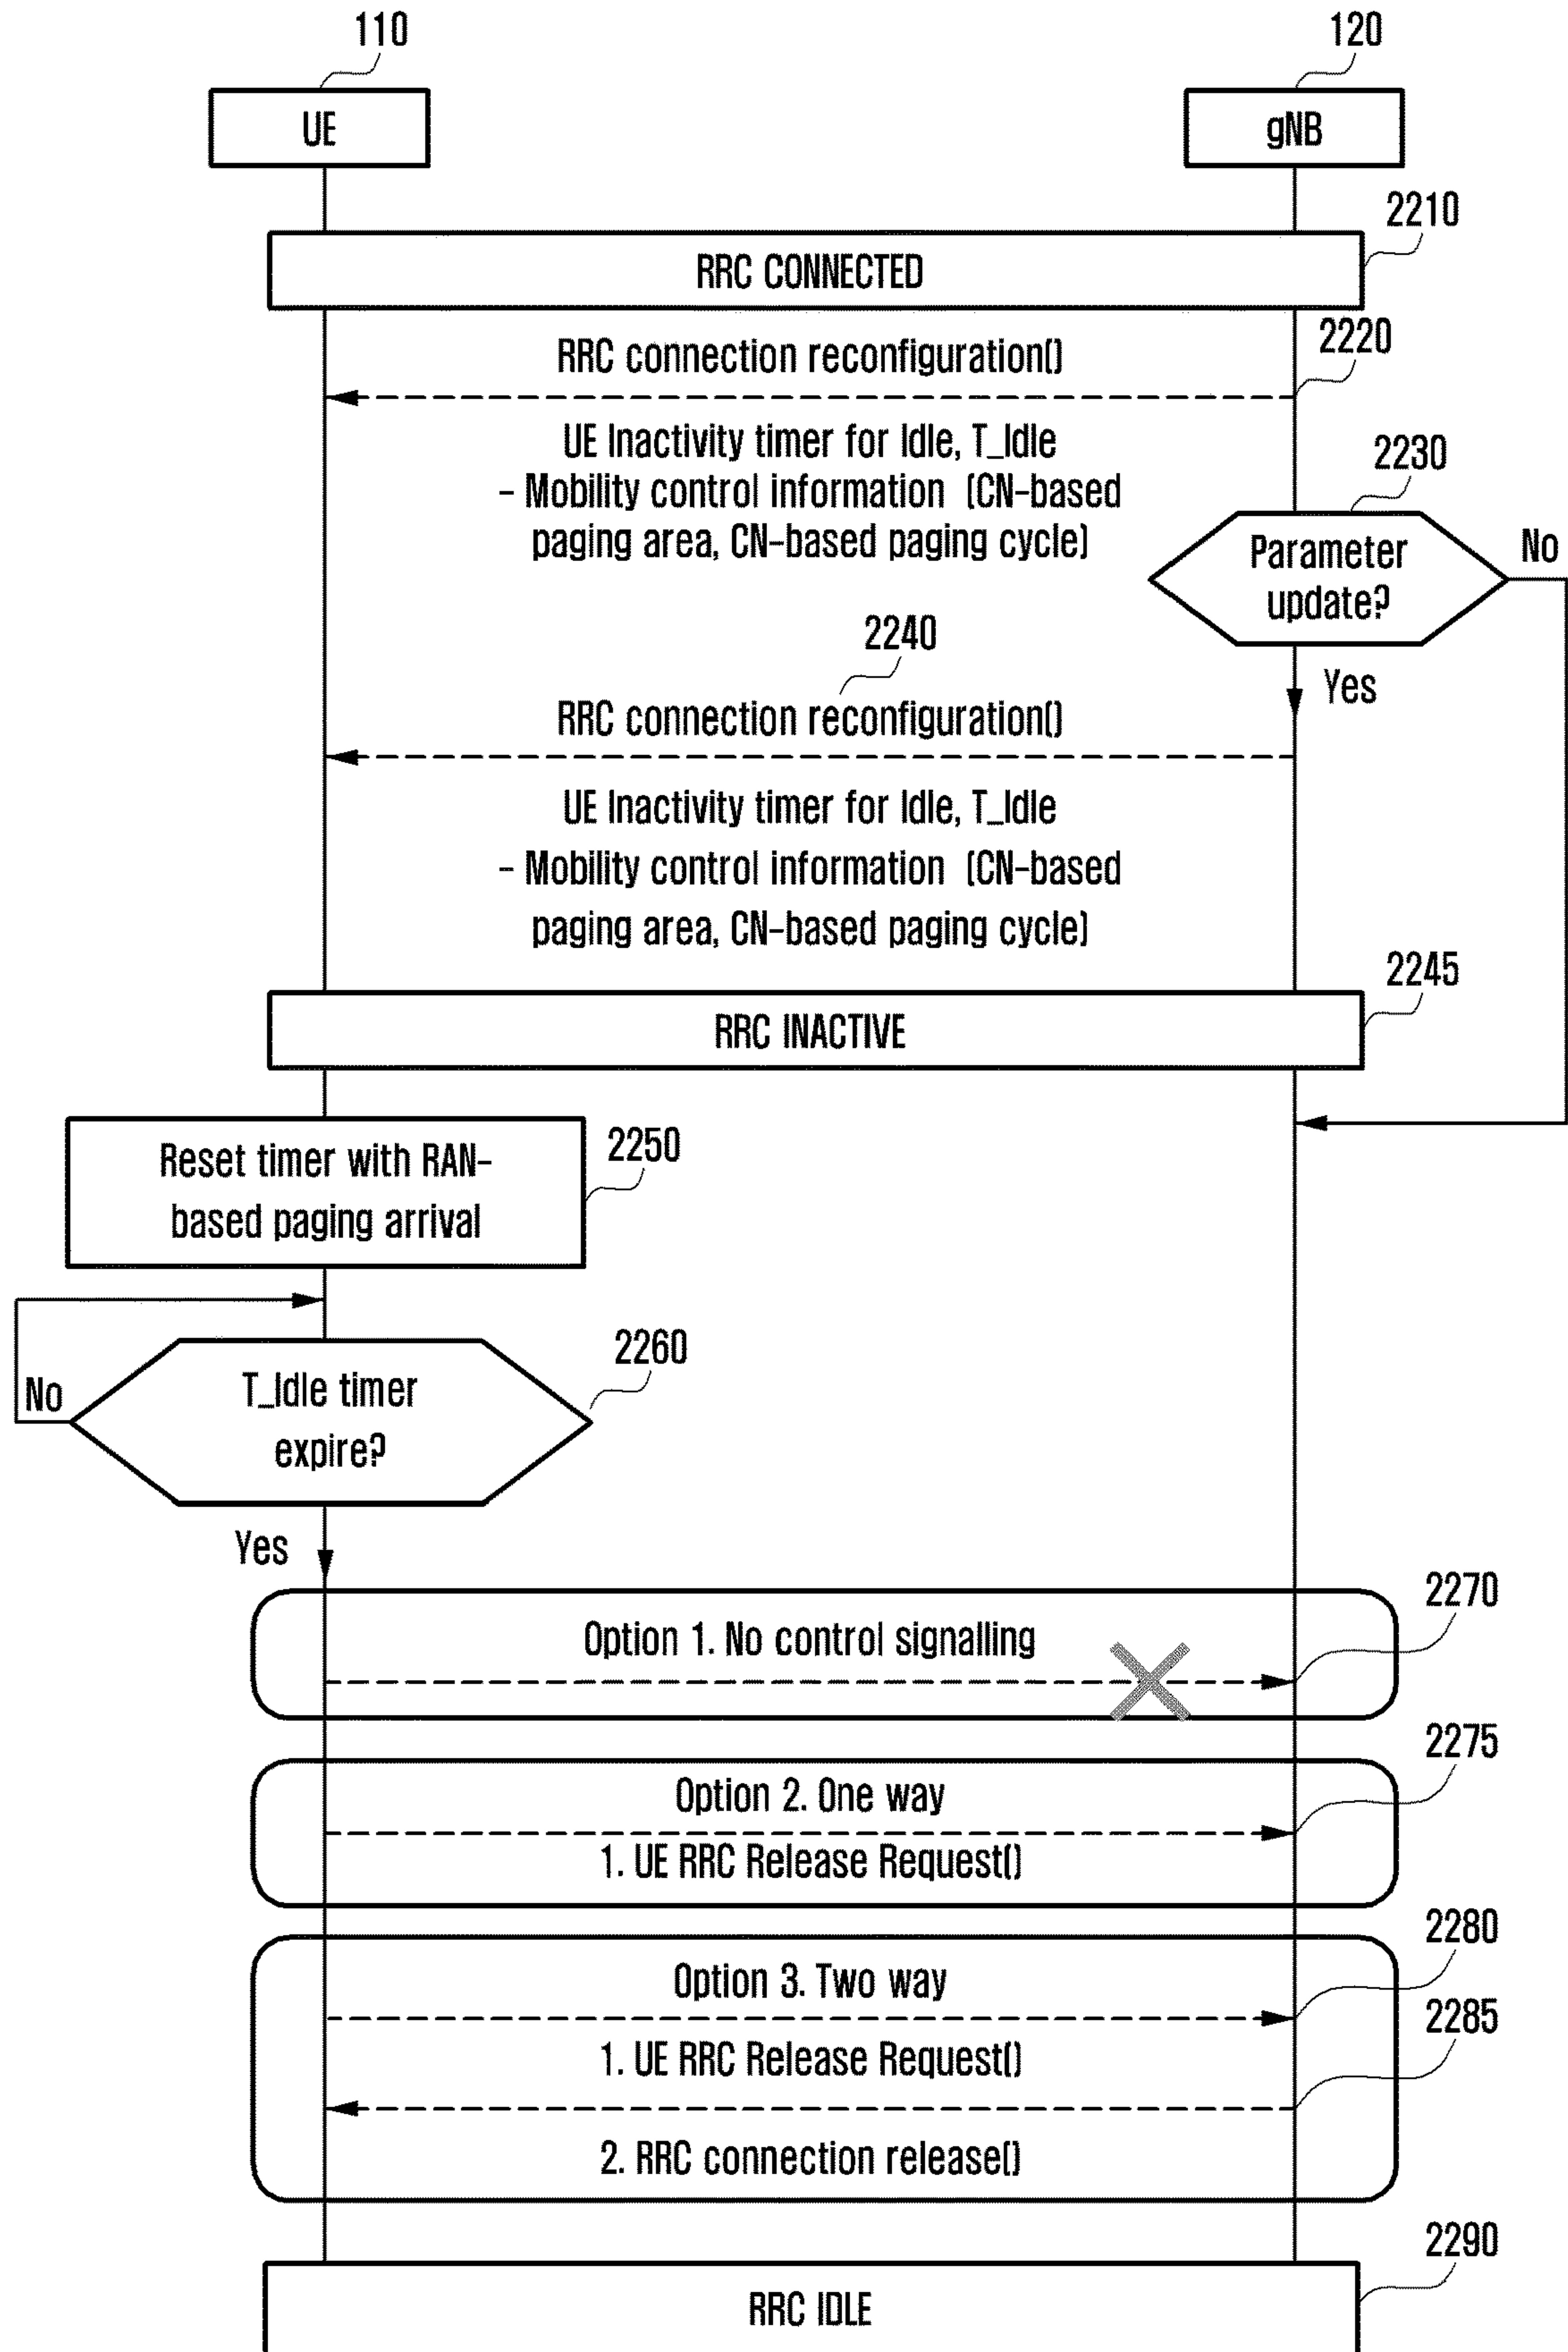 110
120
UE
gNB
2210
RRC CONNECTED
2220
RRC connection reconfiguration()
UE Inactivity timer for Idle, T_Idle
- Mobility control information (CN-based
paging area, CN-based paging cycle)
2230
Parameter
update?
No
Yes
2240
RRC connection reconfiguration()
UE Inactivity timer for Idle, T_Idle
- Mobility control information (CN-based
paging area, CN-based paging cycle)
2245
RRC INACTIVE
2250
Reset timer with RAN-
based paging arrival
2260
T_Idle timer
expire?
No
Yes
2270
Option 1. No control signalling
2275
Option 2. One way
1. UE RRC Release Request()
2280
Option 3. Two way
2285
1. UE RRC Release Request()
2. RRC connection release()
2290
RRC IDLE